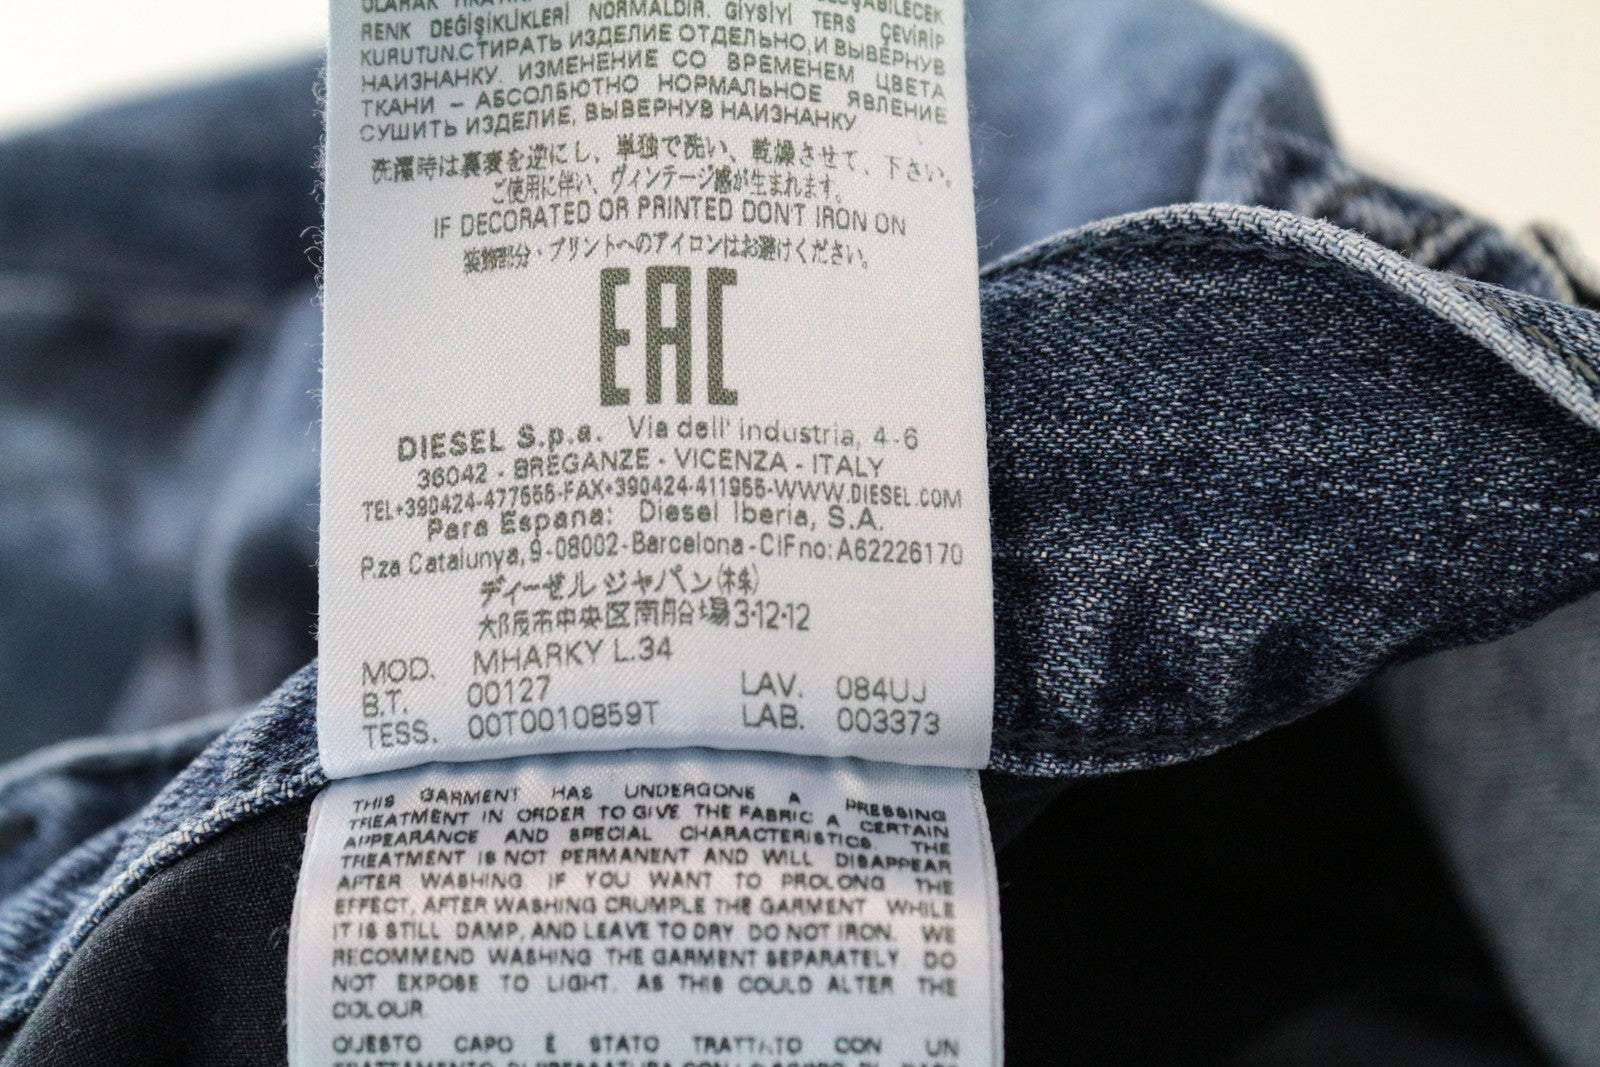 RENK DEĞİŞİKLİKLERİ NORMALDİR. GİYSİYİ TERS ÇEVİRİP
KURUTUN.СТИРАТЬ ИЗДЕЛИЕ ОТДЕЛЬНО, И ВЫВЕРНУВ
НАИЗНАНКУ. ИЗМЕНЕНИЕ СО ВРЕМЕНЕМ ЦВЕТА
ТКАНИ – АБСОЛЮТНО НОРМАЛЬНОЕ ЯВЛЕНИЕ
СУШИТЬ ИЗДЕЛИЕ, ВЫВЕРНУВ НАИЗНАНКУ
洗濯時は裏表を逆にし、単独で洗い、乾燥させて、下さい。
ご使用に伴い、ヴィンテージ感が生まれます。
IF DECORATED OR PRINTED DON'T IRON ON
装飾部分・プリントへのアイロンはお避けください。
EAC
DIESEL S.p.a. Via dell' industria, 4-6
36042 - BREGANZE - VICENZA - ITALY
TEL+390424-477555-FAX+390424-411955-WWW.DIESEL.COM
Para Espana: Diesel Iberia, S.A.
P.za Catalunya, 9-08002-Barcelona-CIFno: A62226170
ディーゼル ジャパン(株)
大阪市中央区南船場3-12-12
MOD. MHARKY L.34
B.T. 00127 LAV. 084UJ
TESS. 00T0010859T LAB. 003373
THIS GARMENT HAS UNDERGONE A PRESSING
TREATMENT IN ORDER TO GIVE THE FABRIC A CERTAIN
APPEARANCE AND SPECIAL CHARACTERISTICS. THE
TREATMENT IS NOT PERMANENT AND WILL DISAPPEAR
AFTER WASHING IF YOU WANT TO PROLONG THE
EFFECT, AFTER WASHING CRUMPLE THE GARMENT WHILE
IT IS STILL DAMP, AND LEAVE TO DRY DO NOT IRON. WE
RECOMMEND WASHING THE GARMENT SEPARATELY DO
NOT EXPOSE TO LIGHT. AS THIS COULD ALTER THE
COLOUR
QUESTO CAPO È STATO TRATTATO CON UN